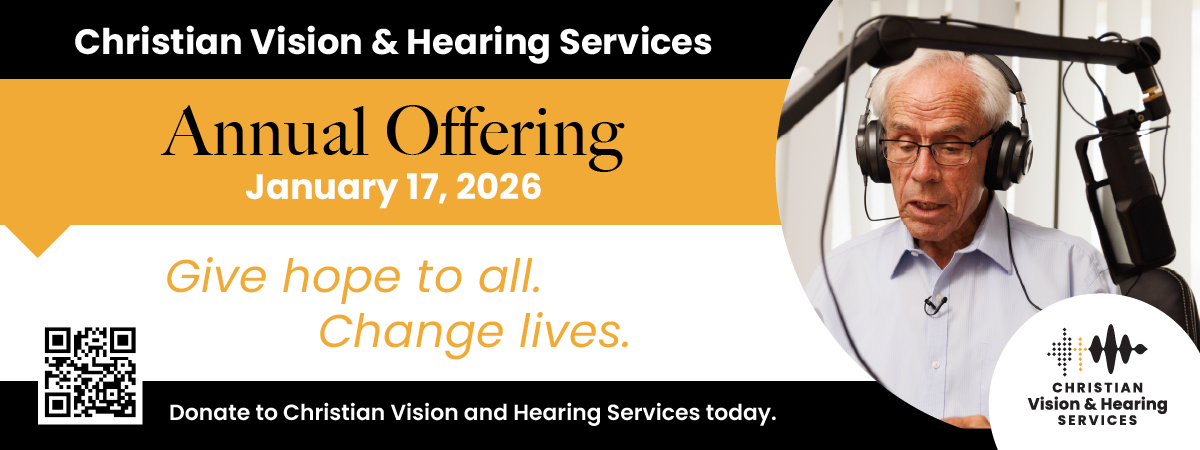 Christian Vision & Hearing Services
Annual Offering
January 17, 2026
Give hope to all.
Change lives.
Donate to Christian Vision and Hearing Services today.
CHRISTIAN
Vision & Hearing
SERVICES